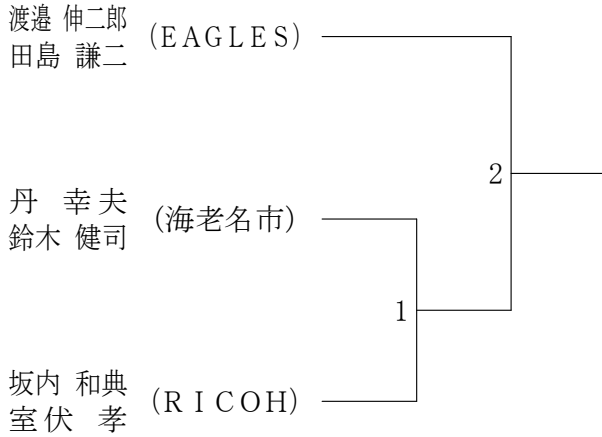 渡邉 伸二郎
田島 謙二 (EAGLES)
2
丹 幸夫
鈴木 健司 (海老名市)
1
坂内 和典
室伏 孝 (RICOH)